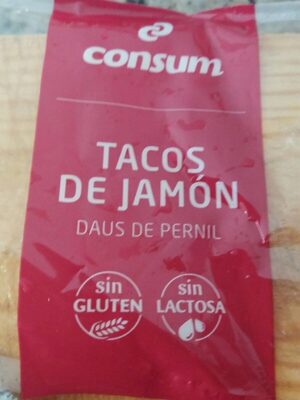 consum
TACOS
DE JAMÓN
DAUS DE PERNIL
sin
GLUTEN
sin
LACTOSA